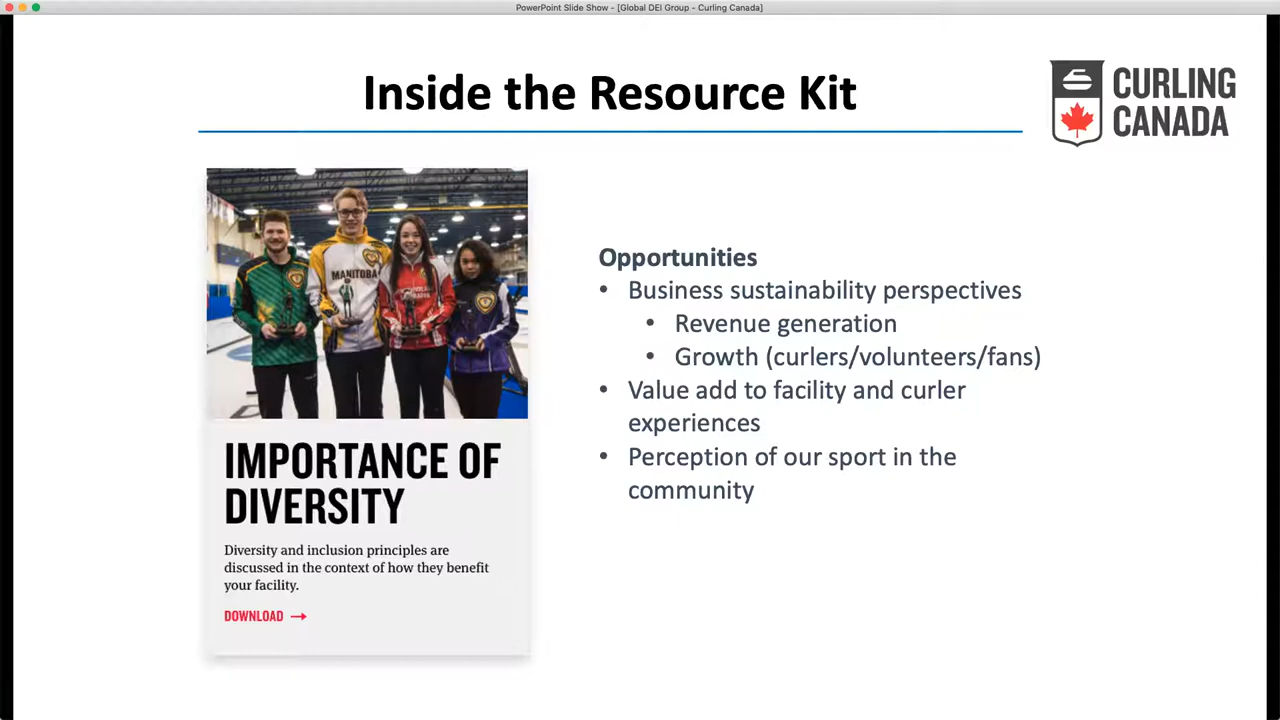 PowerPoint Slide Show - [Global DEI Group - Curling Canada]
Inside the Resource Kit
CURLING
CANADA
MANITOBA
IMPORTANCE OF
DIVERSITY
Diversity and inclusion principles are
discussed in the context of how they benefit
your facility.
DOWNLOAD →
Opportunities
• Business sustainability perspectives
• Revenue generation
• Growth (curlers/volunteers/fans)
• Value add to facility and curler
experiences
• Perception of our sport in the
community